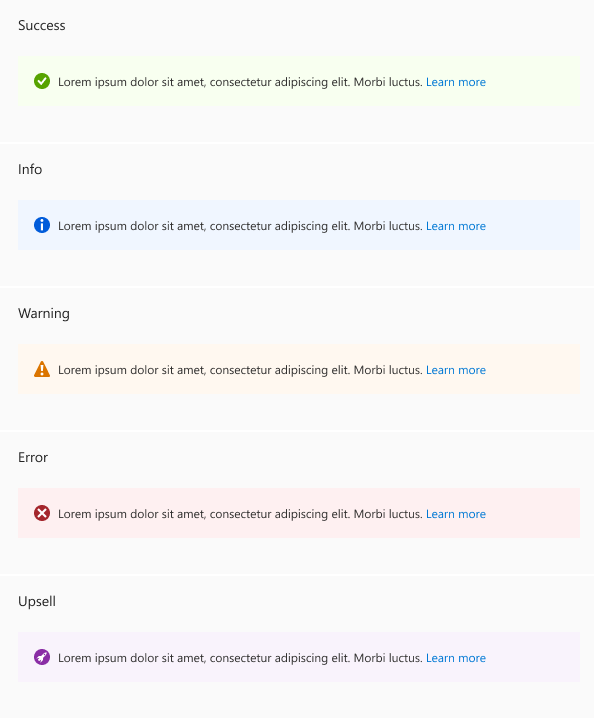 Success
Lorem ipsum dolor sit amet, consectetur adipiscing elit. Morbi luctus. Learn more
Info
Lorem ipsum dolor sit amet, consectetur adipiscing elit. Morbi luctus. Learn more
Warning
Lorem ipsum dolor sit amet, consectetur adipiscing elit. Morbi luctus. Learn more
Error
Lorem ipsum dolor sit amet, consectetur adipiscing elit. Morbi luctus. Learn more
Upsell
Lorem ipsum dolor sit amet, consectetur adipiscing elit. Morbi luctus. Learn more